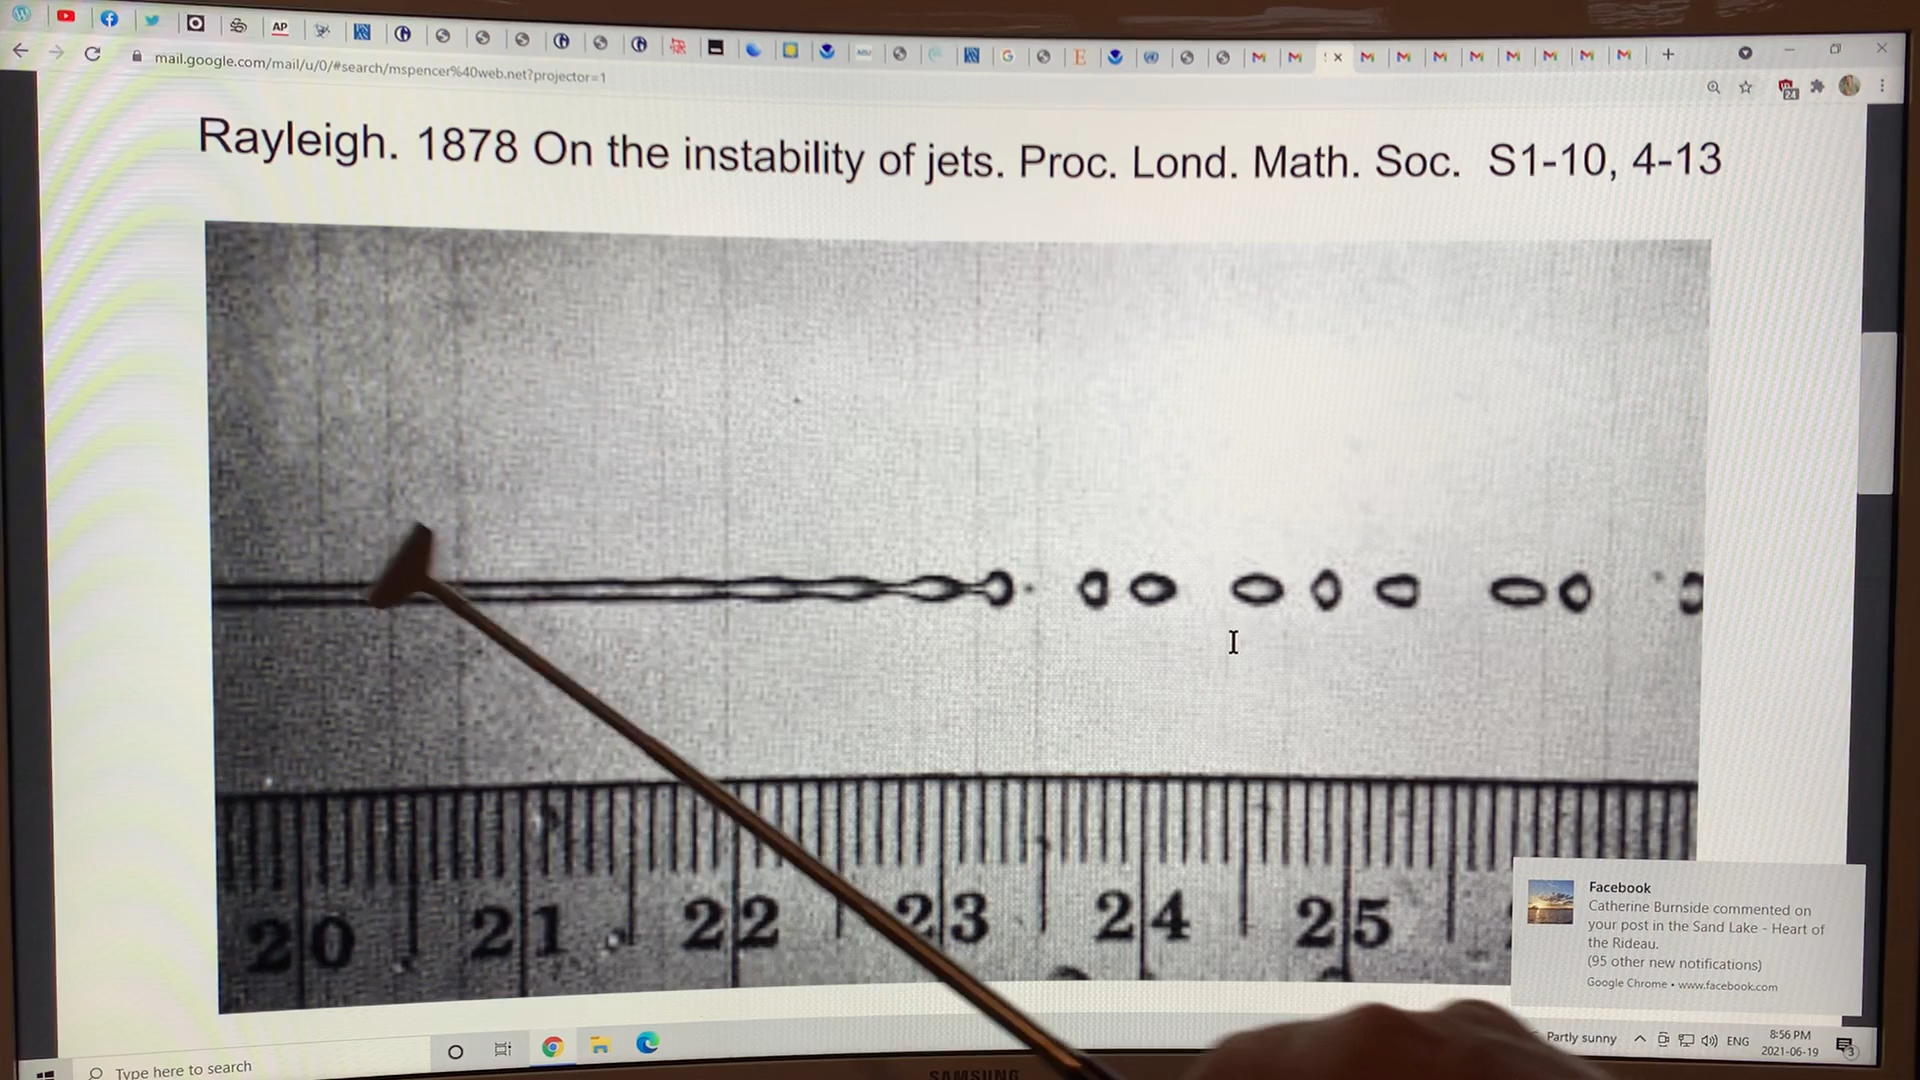 AP
mail.google.com/mail/u/0/#search/mspencer%40web.net?projector=1
24
Rayleigh. 1878 On the instability of jets. Proc. Lond. Math. Soc. S1-10, 4-13
20 21 22 23 24 25
Facebook
Catherine Burnside commented on
your post in the Sand Lake - Heart of
the Rideau.
(95 other new notifications)
Google Chrome • www.facebook.com
Type here to search
Partly sunny
ENG
8:56 PM
2021-06-19
3
SAMSUNG